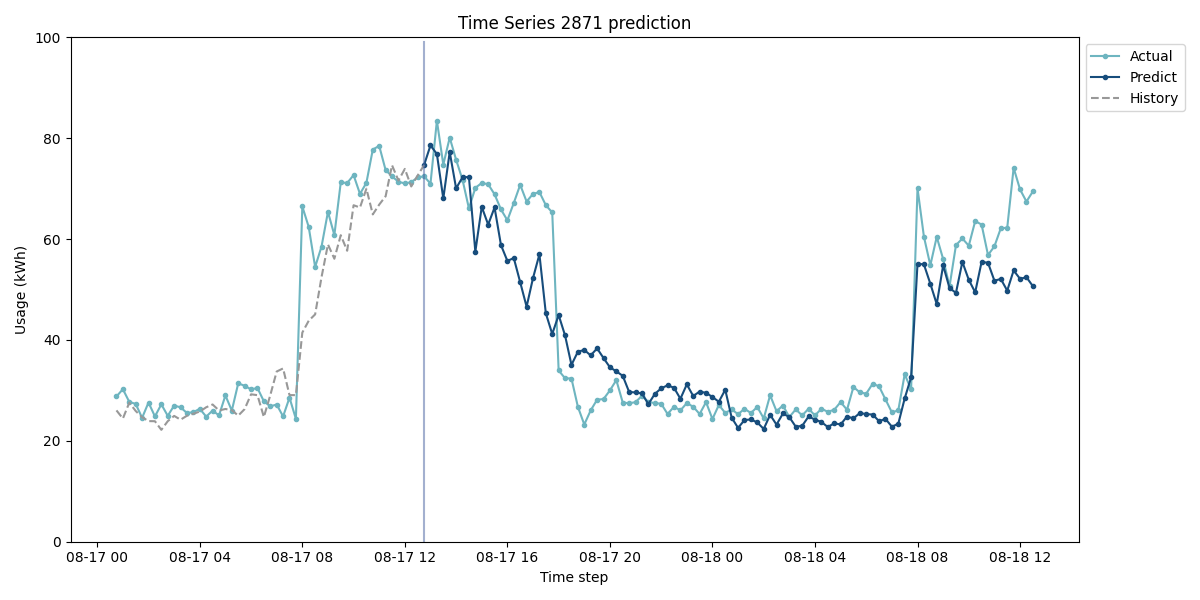 Time Series 2871 prediction
Actual
Predict
History
Usage (kWh)
100
80
60
40
20
0
08-17 00
08-17 04
08-17 08
08-17 12
08-17 16
08-17 20
08-18 00
08-18 04
08-18 08
08-18 12
Time step